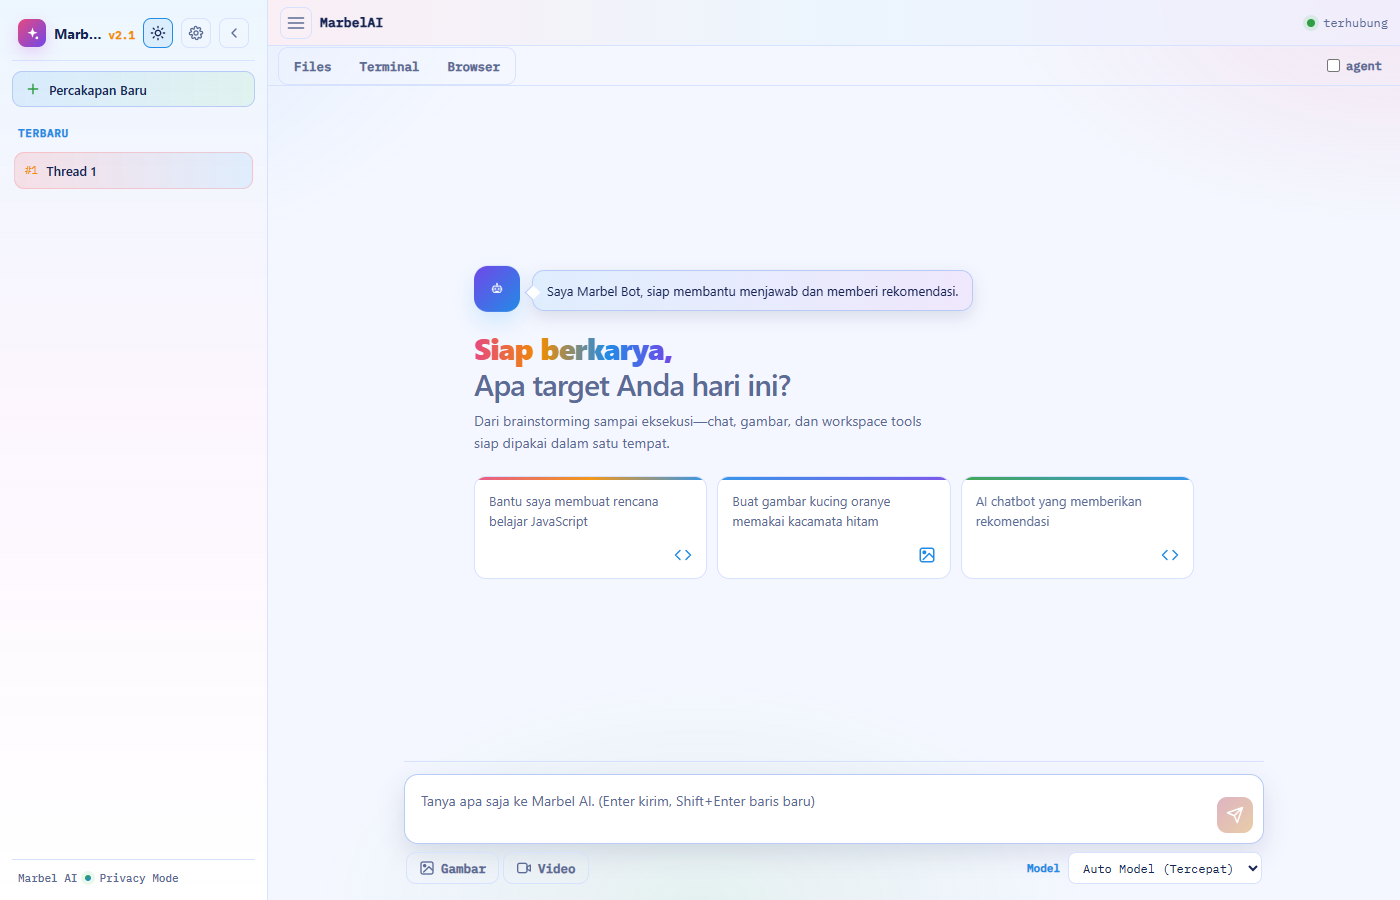 Marb... v2.1
Percakapan Baru
TERBARU
#1 Thread 1
Marbel AI Privacy Mode
MarbelAI
terhubung
Files Terminal Browser
agent
Saya Marbel Bot, siap membantu menjawab dan memberi rekomendasi.
Siap berkarya,
Apa target Anda hari ini?
Dari brainstorming sampai eksekusi—chat, gambar, dan workspace tools
siap dipakai dalam satu tempat.
Bantu saya membuat rencana
belajar JavaScript
Buat gambar kucing oranye
memakai kacamata hitam
AI chatbot yang memberikan
rekomendasi
Tanya apa saja ke Marbel AI. (Enter kirim, Shift+Enter baris baru)
Gambar Video
Model Auto Model (Tercepat)